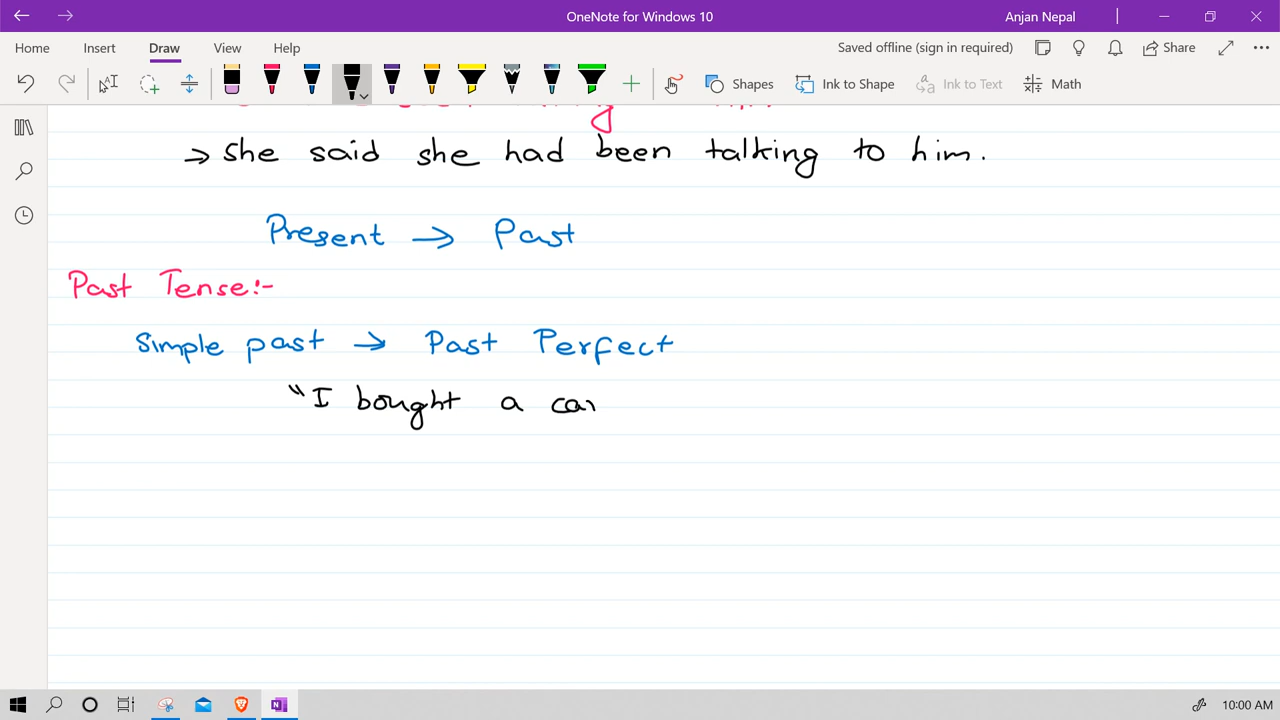 OneNote for Windows 10
Anjan Nepal
Home Insert Draw View Help
Saved offline (sign in required)
Share
Shapes
Ink to Shape
Ink to Text
Math
→ She said she had been talking to him.
Present → Past
Past Tense:-
Simple past → Past Perfect
"I bought a car
10:00 AM